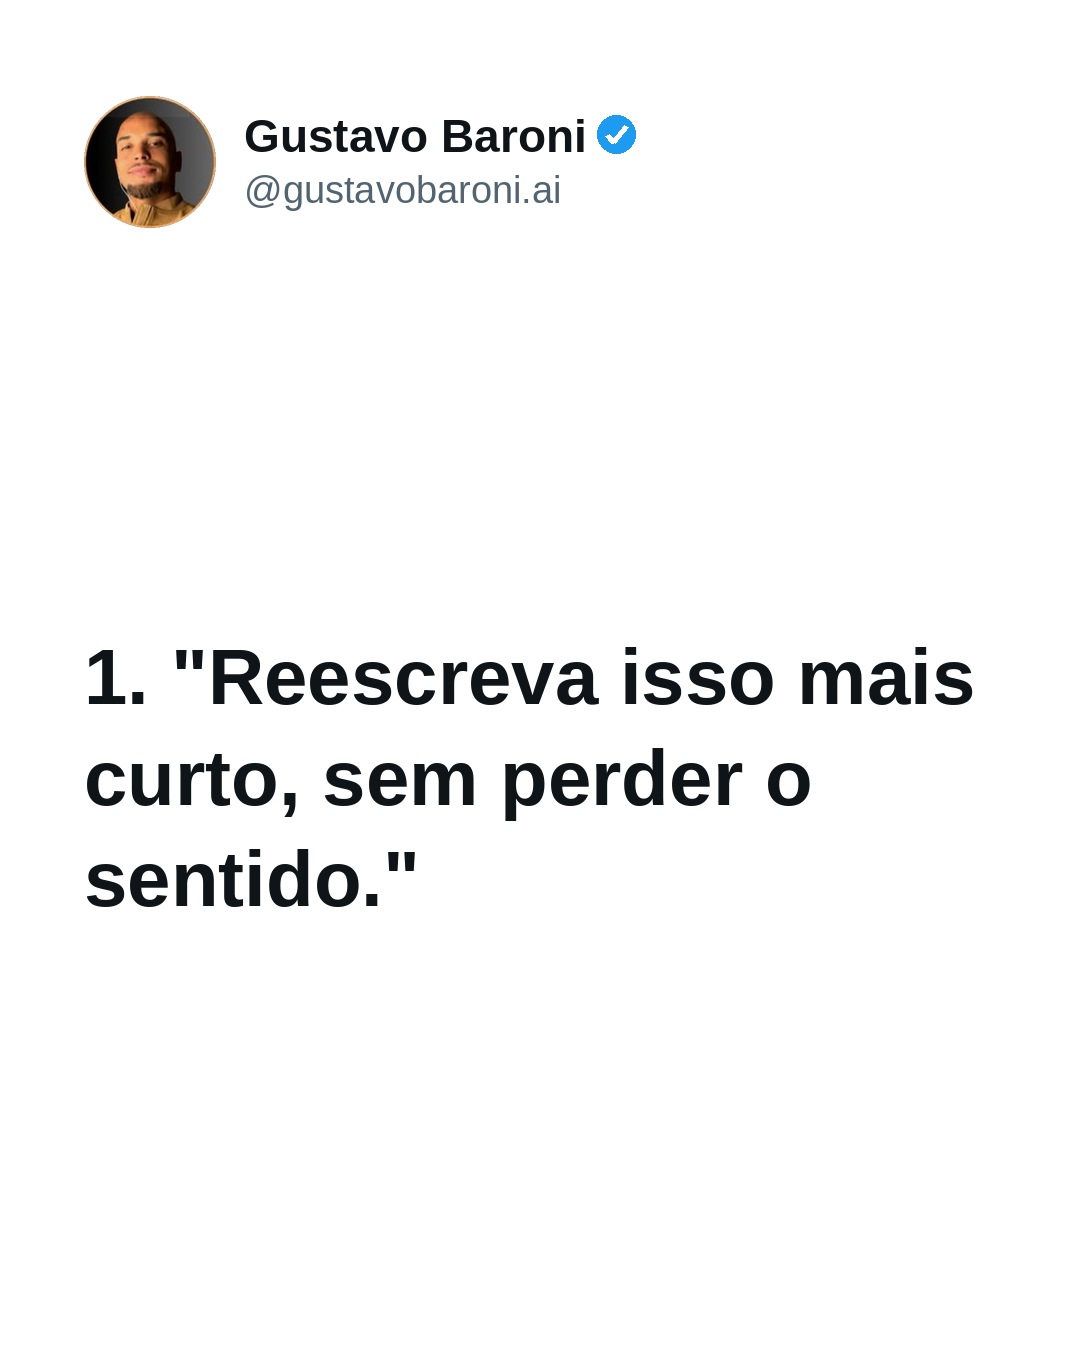 Gustavo Baroni
@gustavobaroni.ai
1. "Reescreva isso mais
curto, sem perder o
sentido."